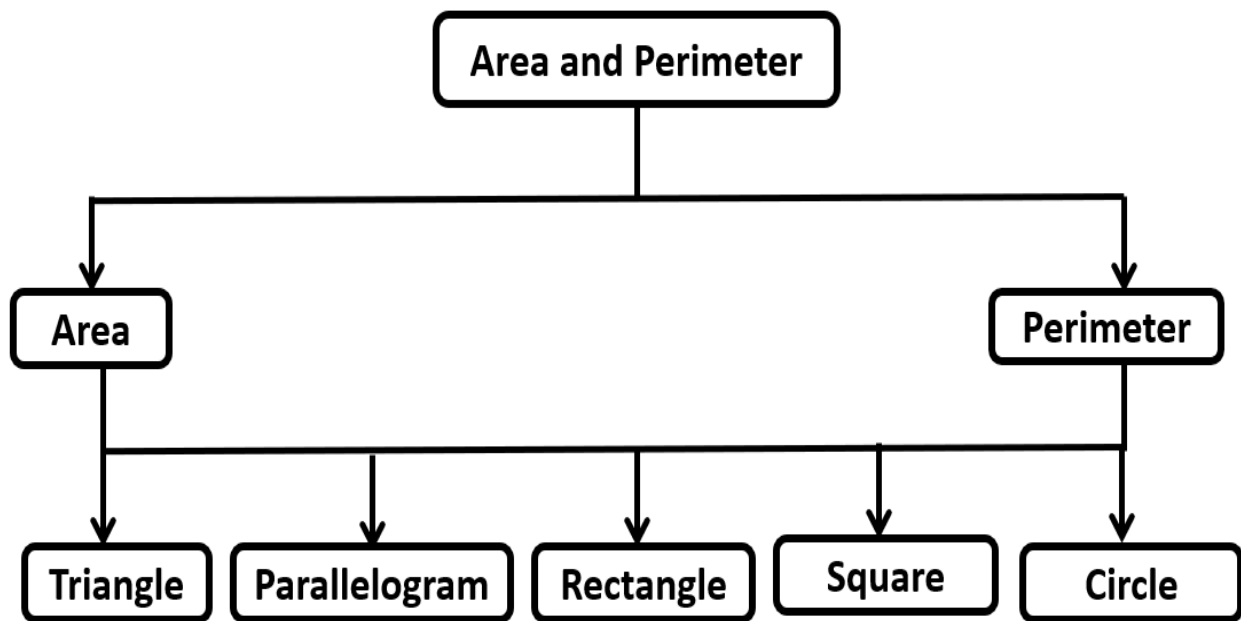 Area and Perimeter
Area
Perimeter
Triangle
Parallelogram
Rectangle
Square
Circle